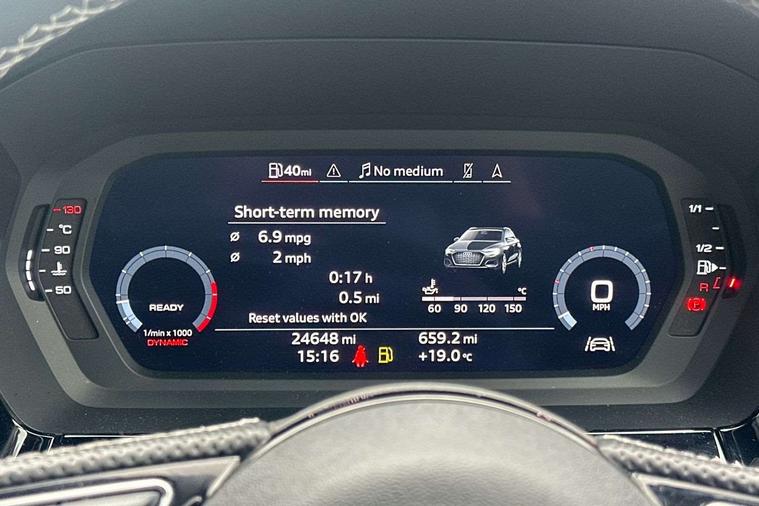 40mi No medium
Short-term memory
ø 6.9 mpg
ø 2 mph
0:17 h
0.5 mi
Reset values with OK
130
°C
90
50
READY
1/min x 1000
DYNAMIC
°C
60 90 120 150
0
MPH
1/1
1/2
R
24648 mi 659.2 mi
15:16 +19.0 °C